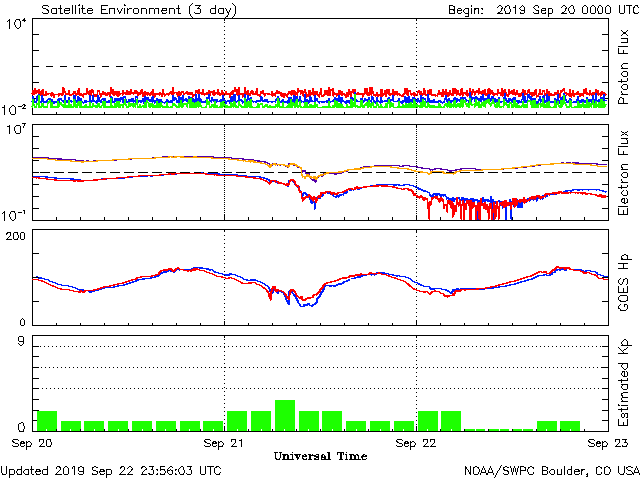 Satellite Environment (3 day) Begin: 2019 Sep 20 0000 UTC
10^4
10^-2
Proton Flux
10^7
10^-1
Electron Flux
200
0
GOES Hp
9
0
Estimated Kp
Sep 20 Sep 21 Sep 22 Sep 23
Universal Time
Updated 2019 Sep 22 23:56:03 UTC NOAA/SWPC Boulder, CO USA